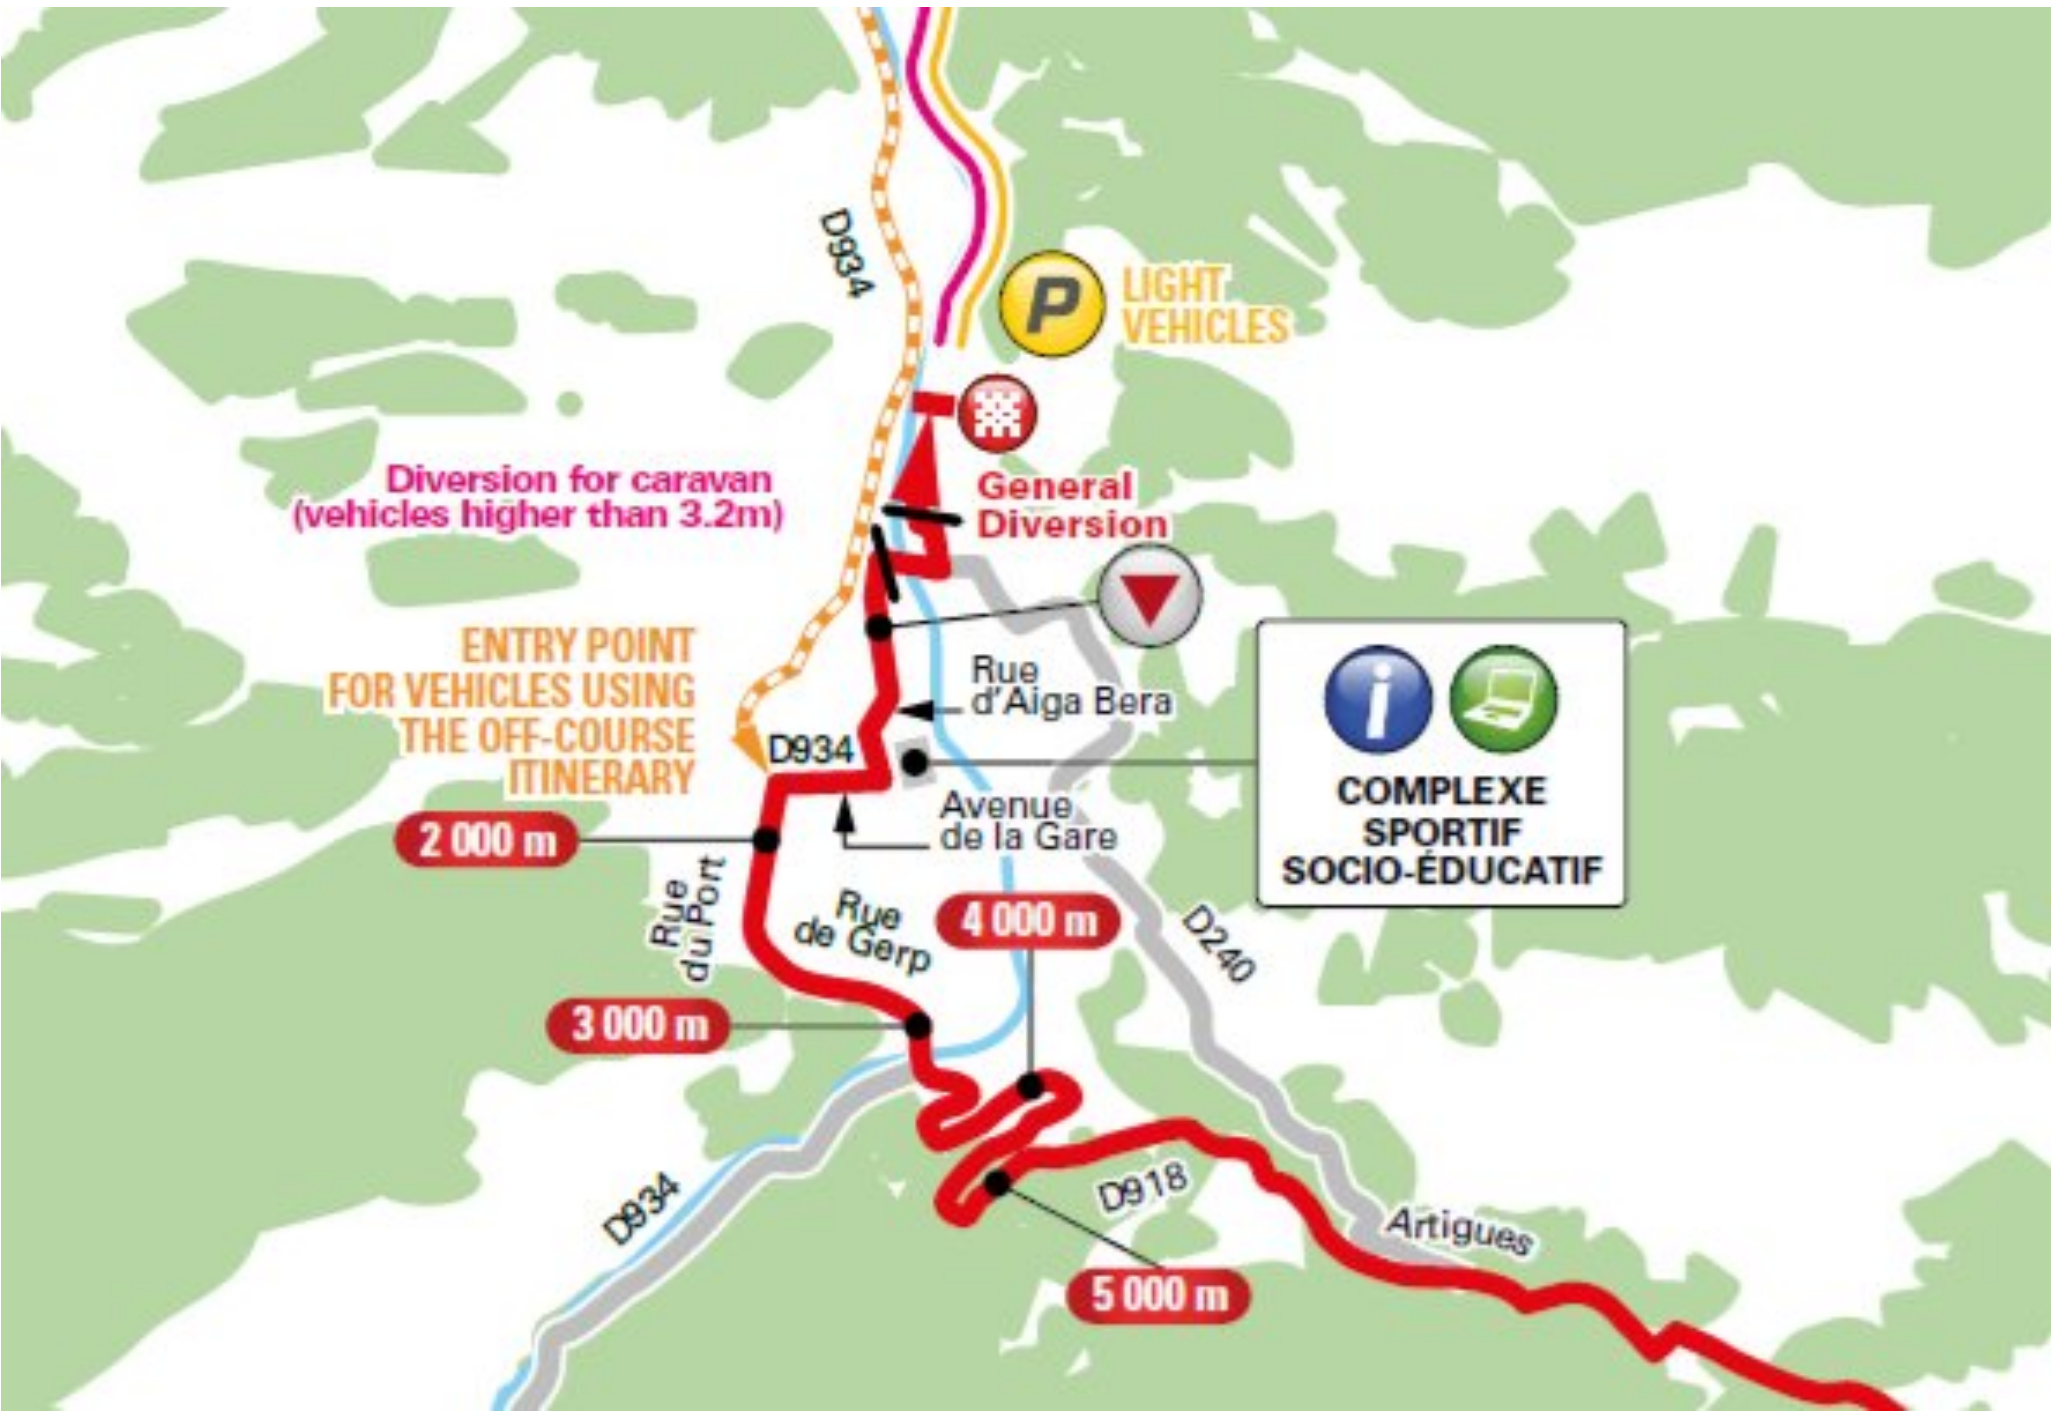 D934
P
LIGHT
VEHICLES
Diversion for caravan
(vehicles higher than 3.2m)
General
Diversion
ENTRY POINT
FOR VEHICLES USING
THE OFF-COURSE
ITINERARY
Rue
d'Aiga Bera
D934
i
COMPLEXE
SPORTIF
SOCIO-ÉDUCATIF
2 000 m
Avenue
de la Gare
Rue
du Port
Rue
de Gerp
4 000 m
D240
3 000 m
D934
D918
Artigues
5 000 m